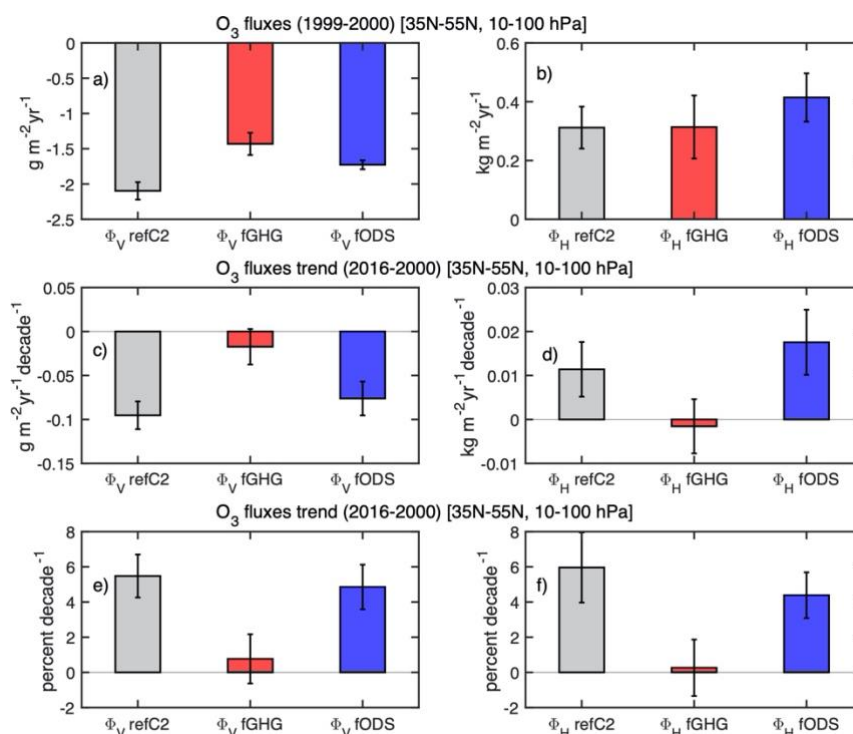 O3 fluxes (1999-2000) [35N-55N, 10-100 hPa]
a)
g m-2yr-1
0
-0.5
-1
-1.5
-2
-2.5
ΦV refC2 ΦV fGHG ΦV fODS
b)
kg m-2yr-1
0.6
0.4
0.2
0
ΦH refC2 ΦH fGHG ΦH fODS
O3 fluxes trend (2016-2000) [35N-55N, 10-100 hPa]
c)
g m-2yr-1 decade-1
0.05
0
-0.05
-0.1
-0.15
ΦV refC2 ΦV fGHG ΦV fODS
d)
kg m-2yr-1 decade-1
0.03
0.02
0.01
0
-0.01
ΦH refC2 ΦH fGHG ΦH fODS
O3 fluxes trend (2016-2000) [35N-55N, 10-100 hPa]
e)
percent decade-1
8
6
4
2
0
-2
ΦV refC2 ΦV fGHG ΦV fODS
f)
percent decade-1
8
6
4
2
0
-2
ΦH refC2 ΦH fGHG ΦH fODS